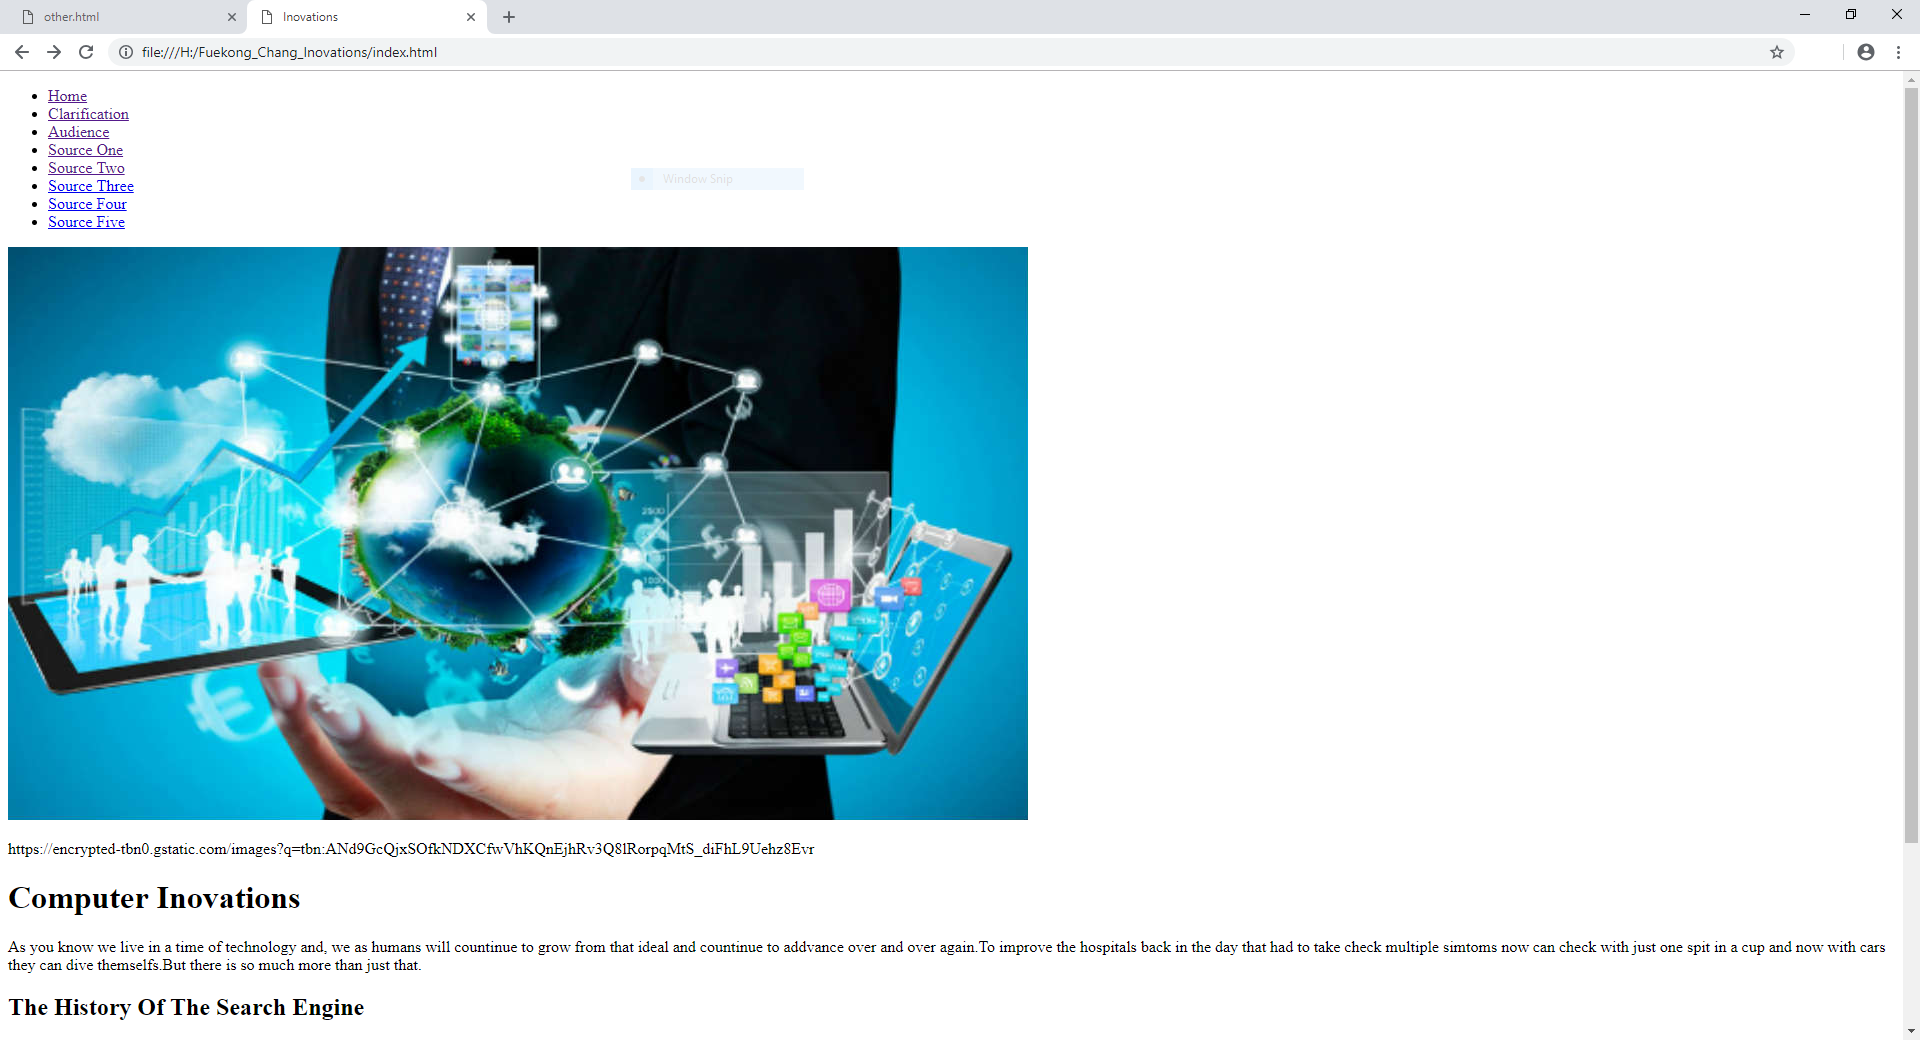 other.html
Inovations
file:///H:/Fuekong_Chang_Inovations/index.html
Home
Clarification
Audience
Source One
Source Two
Window Snip
Source Three
Source Four
Source Five
2500
1000
https://encrypted-tbn0.gstatic.com/images?q=tbn:ANd9GcQjxSOfkNDXCfwVhKQnEjhRv3Q8lRorpqMtS_diFhL9Uehz8Evr
Computer Inovations
As you know we live in a time of technology and, we as humans will countinue to grow from that ideal and countinue to addvance over and over again.To improve the hospitals back in the day that had to take check multiple simtoms now can check with just one spit in a cup and now with cars
they can dive themselfs.But there is so much more than just that.
The History Of The Search Engine